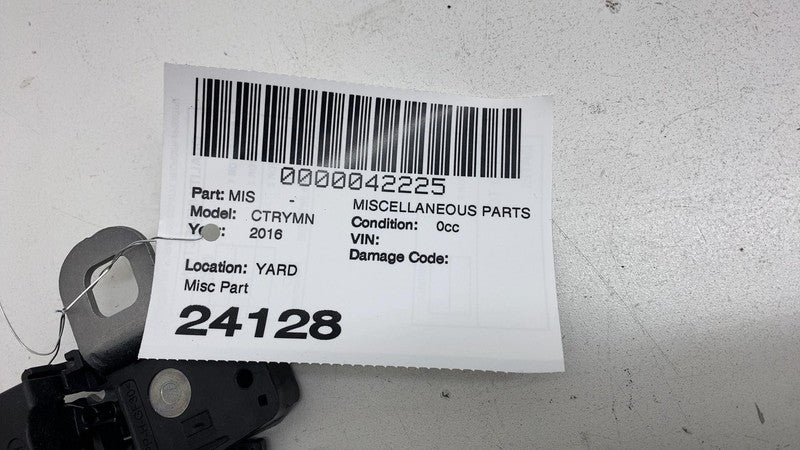 0000042225
Part: MIS - MISCELLANEOUS PARTS
Model: CTRYMN Condition: 0cc
2016 VIN:
Damage Code:
Location: YARD
Misc Part
24128